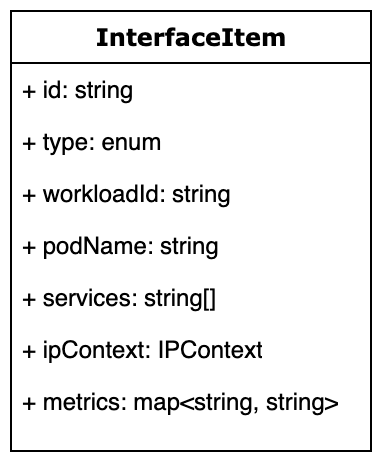 InterfaceItem
+ id: string
+ type: enum
+ workloadId: string
+ podName: string
+ services: string[]
+ ipContext: IPContext
+ metrics: map<string, string>